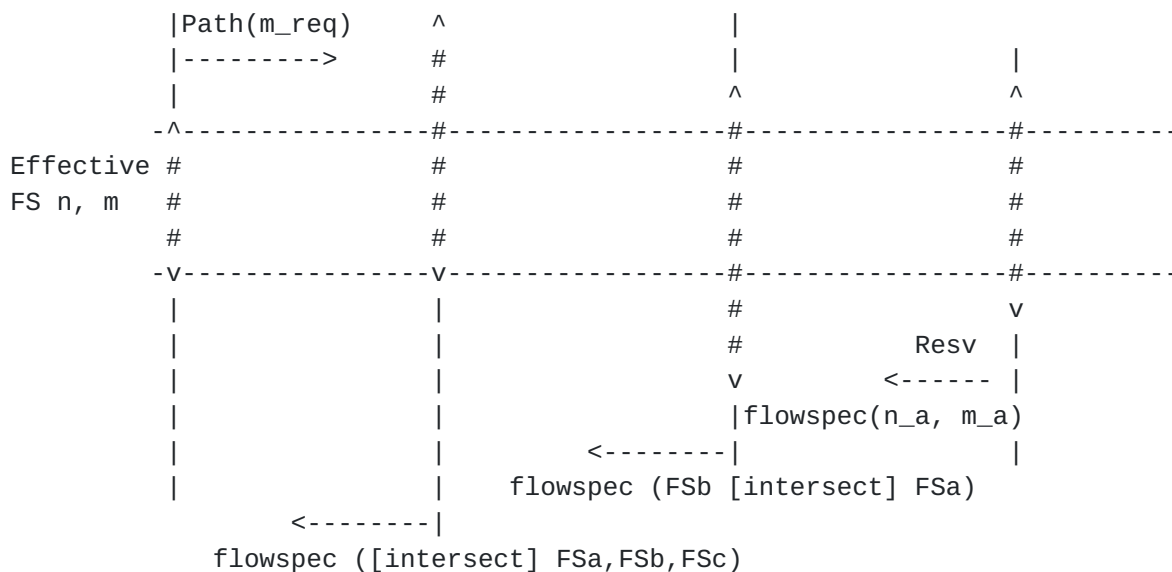 |Path(m_req) ^ |
|---------> # | |
| # ^ ^
-^----------------#------------------#-----------------#----------
Effective # # # #
FS n, m # # # #
# # # #
-v----------------v------------------#-----------------#----------
| | # v
| | # Resv |
| | v <------ |
| | |flowspec(n_a, m_a)
| | <--------| |
| | flowspec (FSb [intersect] FSa)
<--------|
flowspec ([intersect] FSa,FSb,FSc)